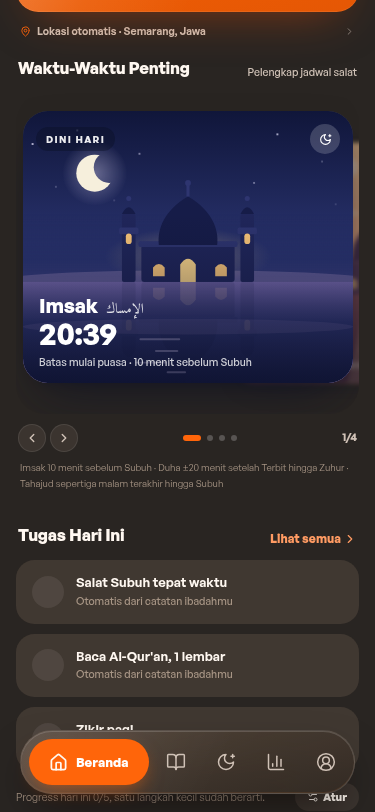 Lokasi otomatis · Semarang, Jawa
Waktu-Waktu Penting
Pelengkap jadwal salat
DINI HARI
Imsak الإمساك
20:39
Batas mulai puasa · 10 menit sebelum Subuh
1/4
Imsak 10 menit sebelum Subuh · Duha ±20 menit setelah Terbit hingga Zuhur ·
Tahajud sepertiga malam terakhir hingga Subuh
Tugas Hari Ini
Lihat semua
Salat Subuh tepat waktu
Otomatis dari catatan ibadahmu
Baca Al-Qur'an, 1 lembar
Otomatis dari catatan ibadahmu
Zikir pagi
Beranda
Progress hari ini 0/5, satu langkah kecil sudah berarti.
Atur